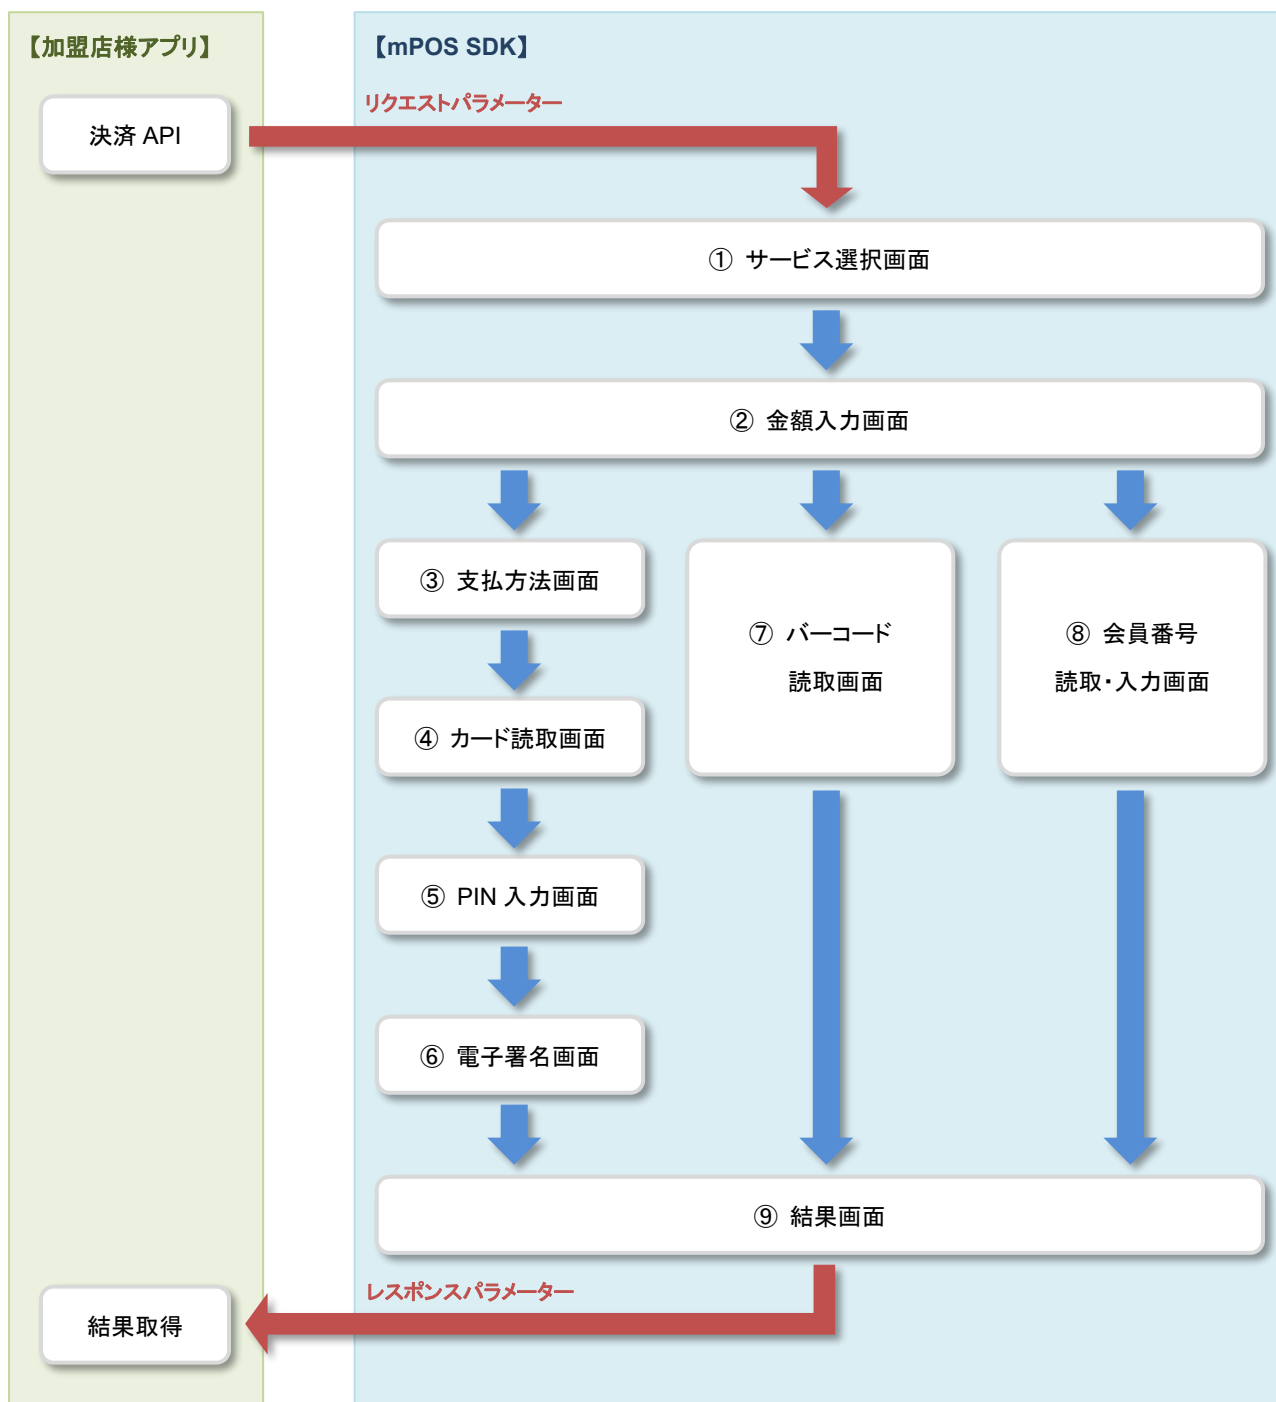 【加盟店様アプリ】
【mPOS SDK】
リクエストパラメーター
決済 API
① サービス選択画面
② 金額入力画面
③ 支払方法画面
④ カード読取画面
⑤ PIN 入力画面
⑥ 電子署名画面
⑦ バーコード
読取画面
⑧ 会員番号
読取・入力画面
⑨ 結果画面
レスポンスパラメーター
結果取得